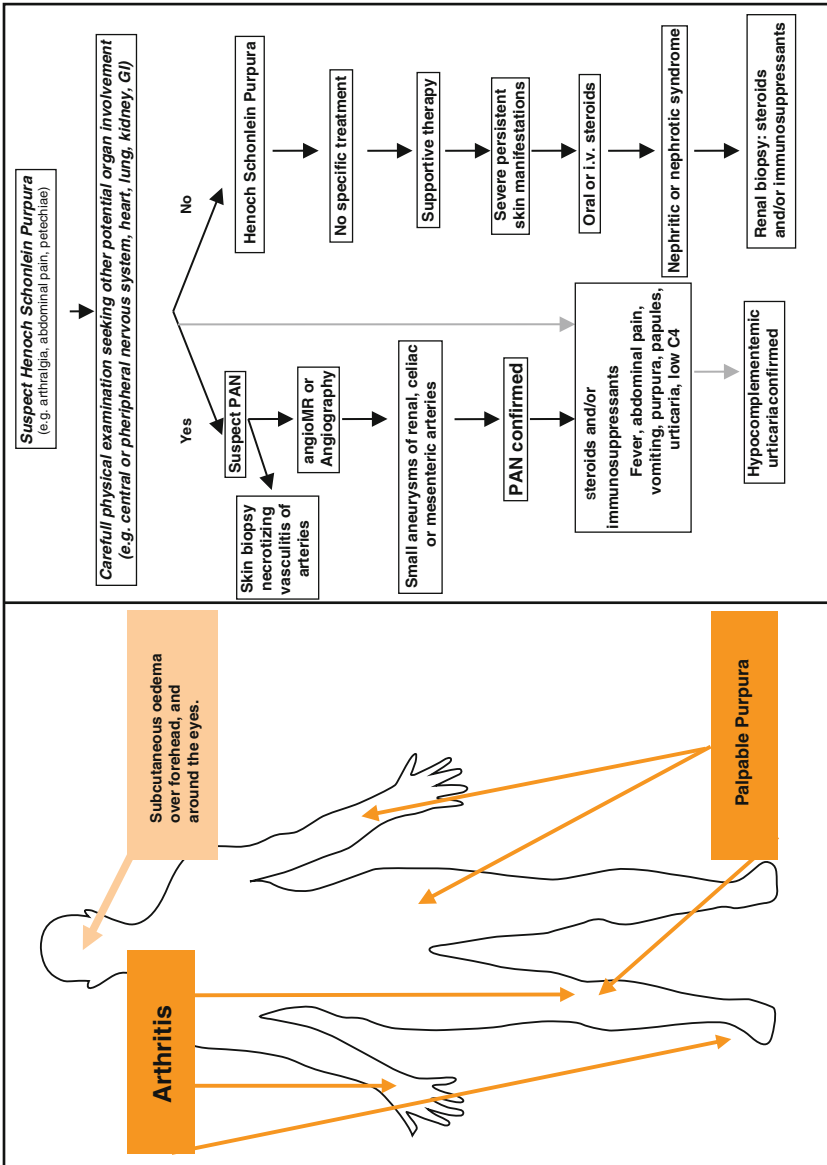 Suspect Henoch Schonlein Purpura
(e.g. arthralgia, abdominal pain, petechiae)
Carefull physical examination seeking other potential organ involvement
(e.g. central or pheripheral nervous system, heart, lung, kidney, GI)
Yes
No
Suspect PAN
Skin biopsy
necrotizing
vasculitis of
arteries
angioMR or
Angiography
Small aneurysms of renal, celiac
or mesenteric arteries
PAN confirmed
steroids and/or
immunosuppressants
Fever, abdominal pain,
vomiting, purpura, papules,
urticaria, low C4
Hypocomplementemic
urticaria confirmed
Henoch Schonlein Purpura
No specific treatment
Supportive therapy
Severe persistent
skin manifestations
Oral or i.v. steroids
Nephritic or nephrotic syndrome
Renal biopsy: steroids
and/or immunosuppressants
Subcutaneous oedema
over forehead, and
around the eyes.
Arthritis
Palpable Purpura